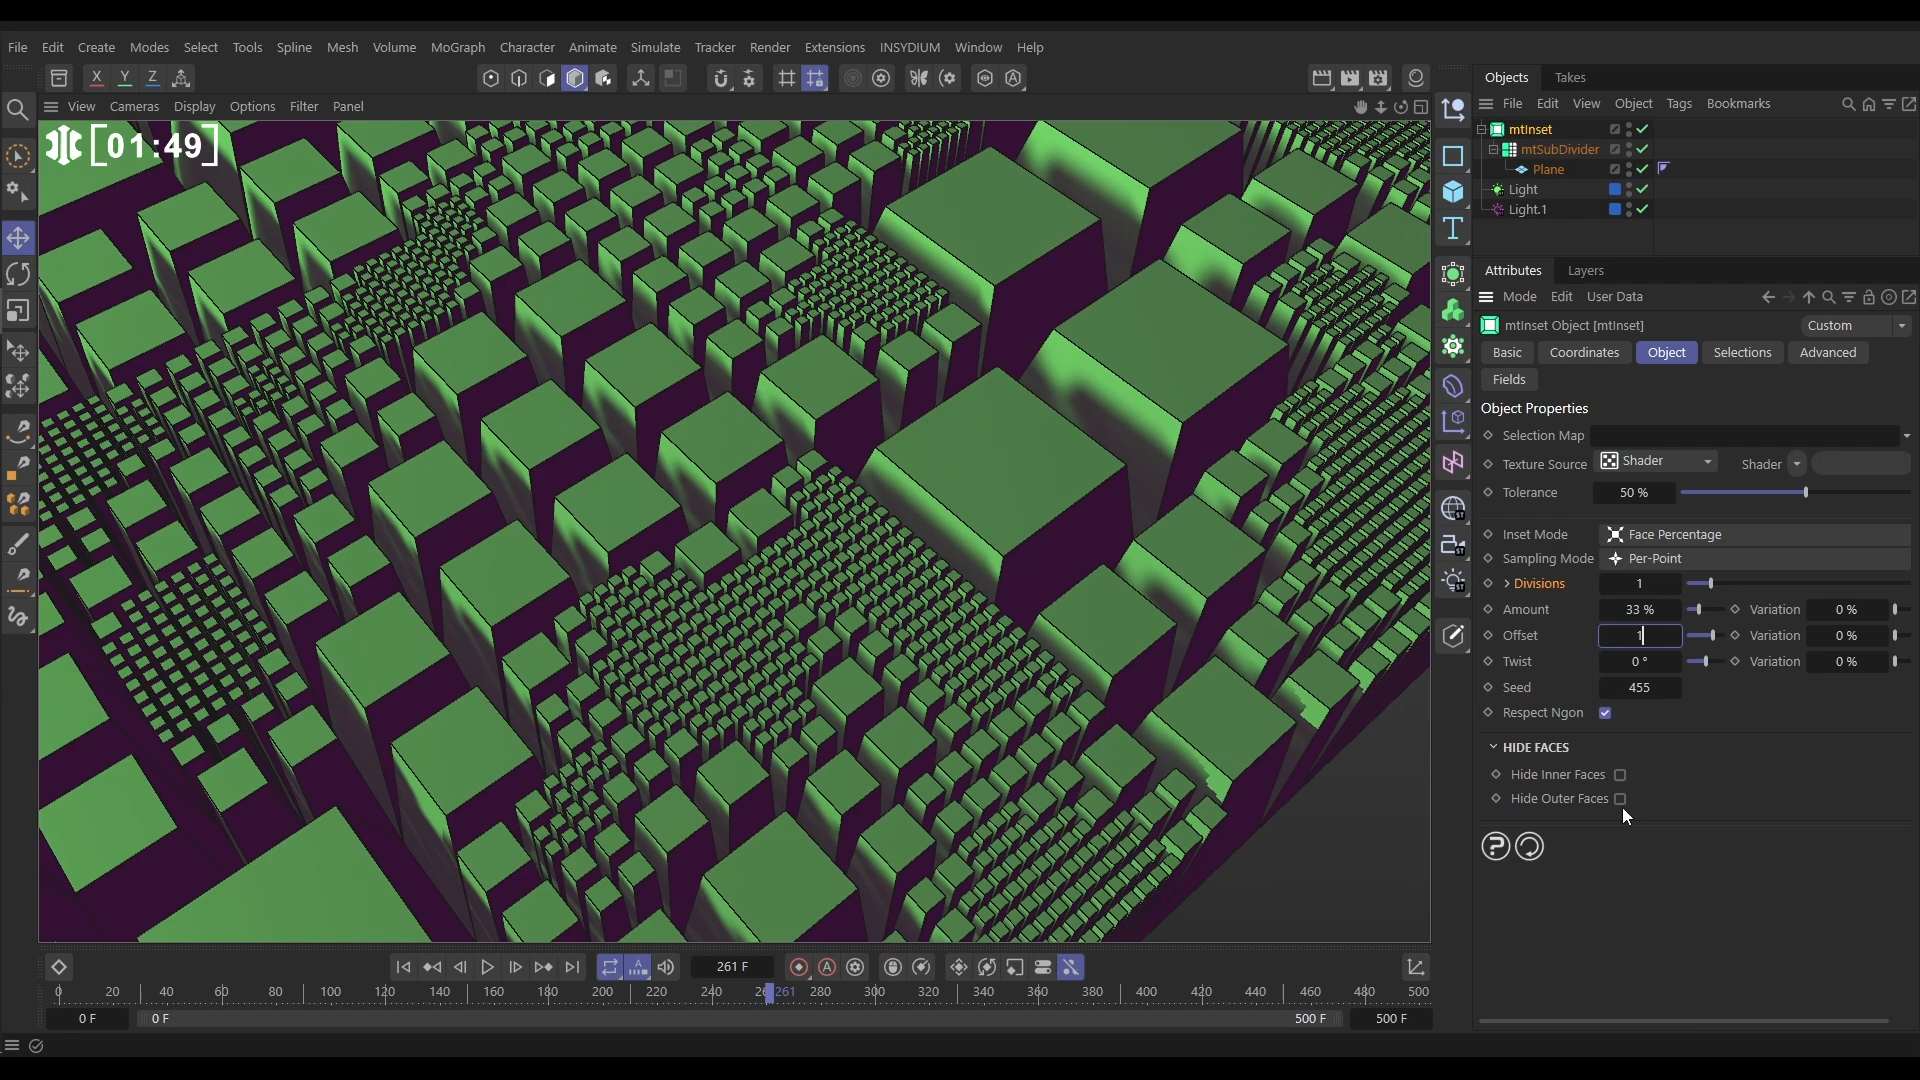 File Edit Create Modes Select Tools Spline Mesh Volume MoGraph Character Animate Simulate Tracker Render Extensions INSYDIUM Window Help
X Y Z
View Cameras Display Options Filter Panel
[01:49]
Objects Takes
File Edit View Object Tags Bookmarks
mtInset
mtSubDivider
Plane
Light
Light.1
Attributes Layers
Mode Edit User Data
mtInset Object [mtInset] Custom
Basic Coordinates Object Selections Advanced
Fields
Object Properties
Selection Map
Texture Source Shader Shader
Tolerance 50 %
Inset Mode Face Percentage
Sampling Mode Per-Point
Divisions 1
Amount 33 % Variation 0 %
Offset 1 Variation 0 %
Twist 0 ° Variation 0 %
Seed 455
Respect Ngon
HIDE FACES
Hide Inner Faces
Hide Outer Faces
261 F
0 20 40 60 80 100 120 140 160 180 200 220 240 261 280 300 320 340 360 380 400 420 440 460 480 500
0 F 0 F 500 F 500 F